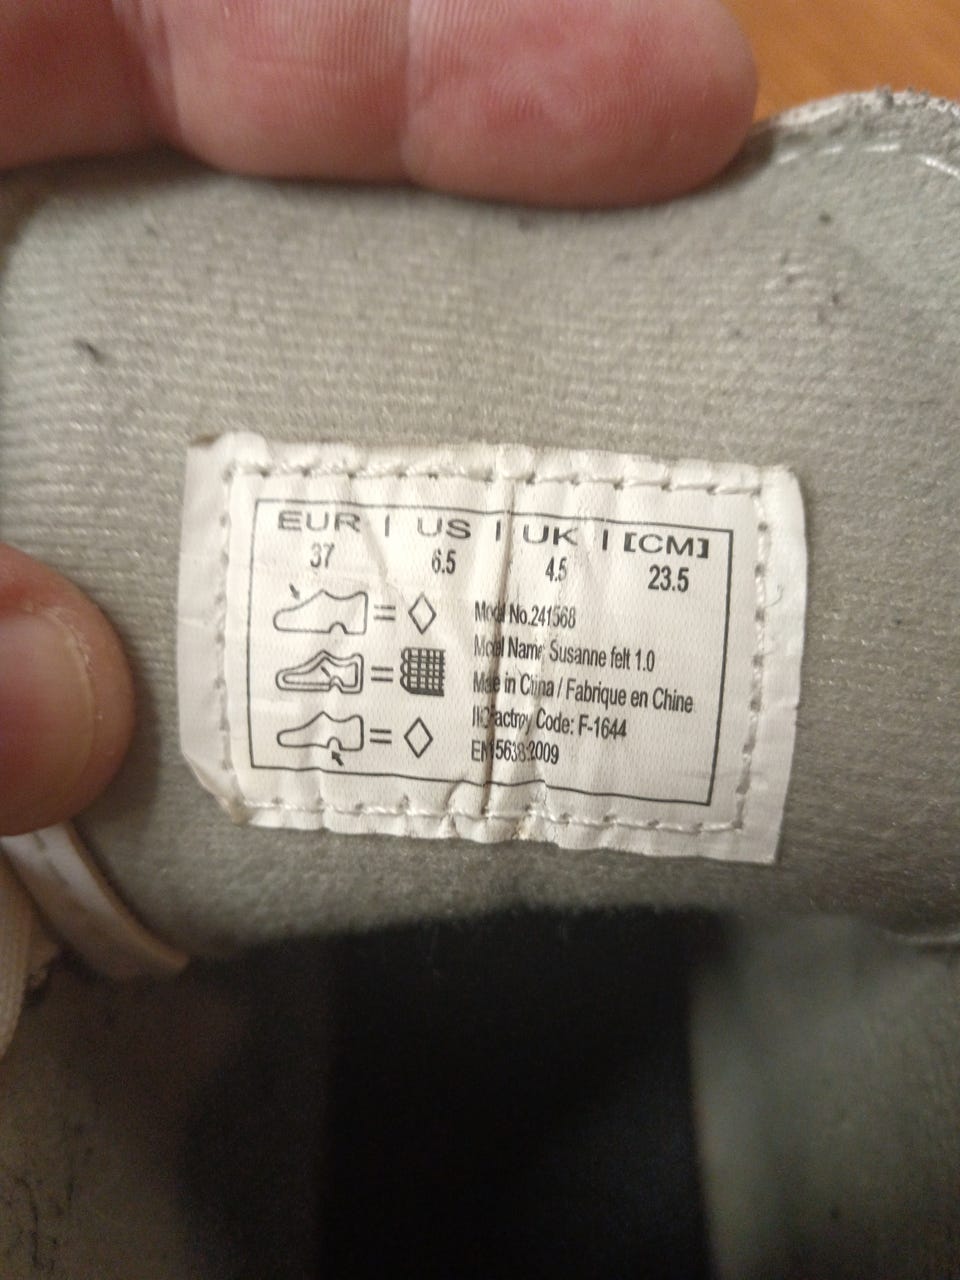 EUR | US | UK | [CM]
37 6.5 4.5 23.5
= Model No.241568
= Model Name Susanne felt 1.0
Made in China / Fabrique en Chine
Factroy Code: F-1644
= EN15638:2009